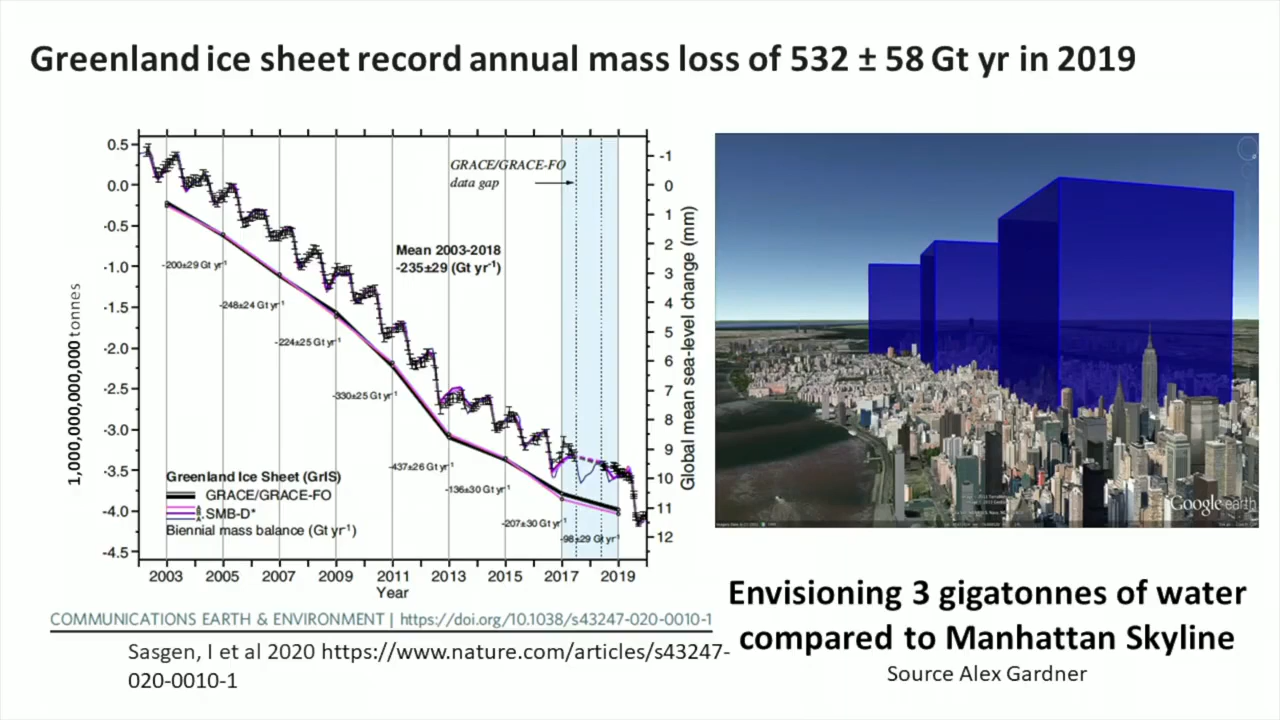 Greenland ice sheet record annual mass loss of 532 ± 58 Gt yr in 2019
0.5
0.0
-0.5
-1.0
-1.5
-2.0
-2.5
-3.0
-3.5
-4.0
-4.5
1,000,000,000,000 tonnes
GRACE/GRACE-FO
data gap
Mean 2003-2018
-235±29 (Gt yr-1)
-200±29 Gt yr-1
-248±24 Gt yr-1
-224±25 Gt yr-1
-330±25 Gt yr-1
-437±26 Gt yr-1
-136±30 Gt yr-1
-207±30 Gt yr-1
-98±29 Gt yr-1
Greenland Ice Sheet (GrIS)
GRACE/GRACE-FO
SMB-D*
Biennial mass balance (Gt yr-1)
-1
0
1
2
3
4
5
6
7
8
9
10
11
12
Global mean sea-level change (mm)
2003 2005 2007 2009 2011 2013 2015 2017 2019
Year
COMMUNICATIONS EARTH & ENVIRONMENT | https://doi.org/10.1038/s43247-020-0010-1
Sasgen, I et al 2020 https://www.nature.com/articles/s43247-
020-0010-1
Google earth
Envisioning 3 gigatonnes of water
compared to Manhattan Skyline
Source Alex Gardner